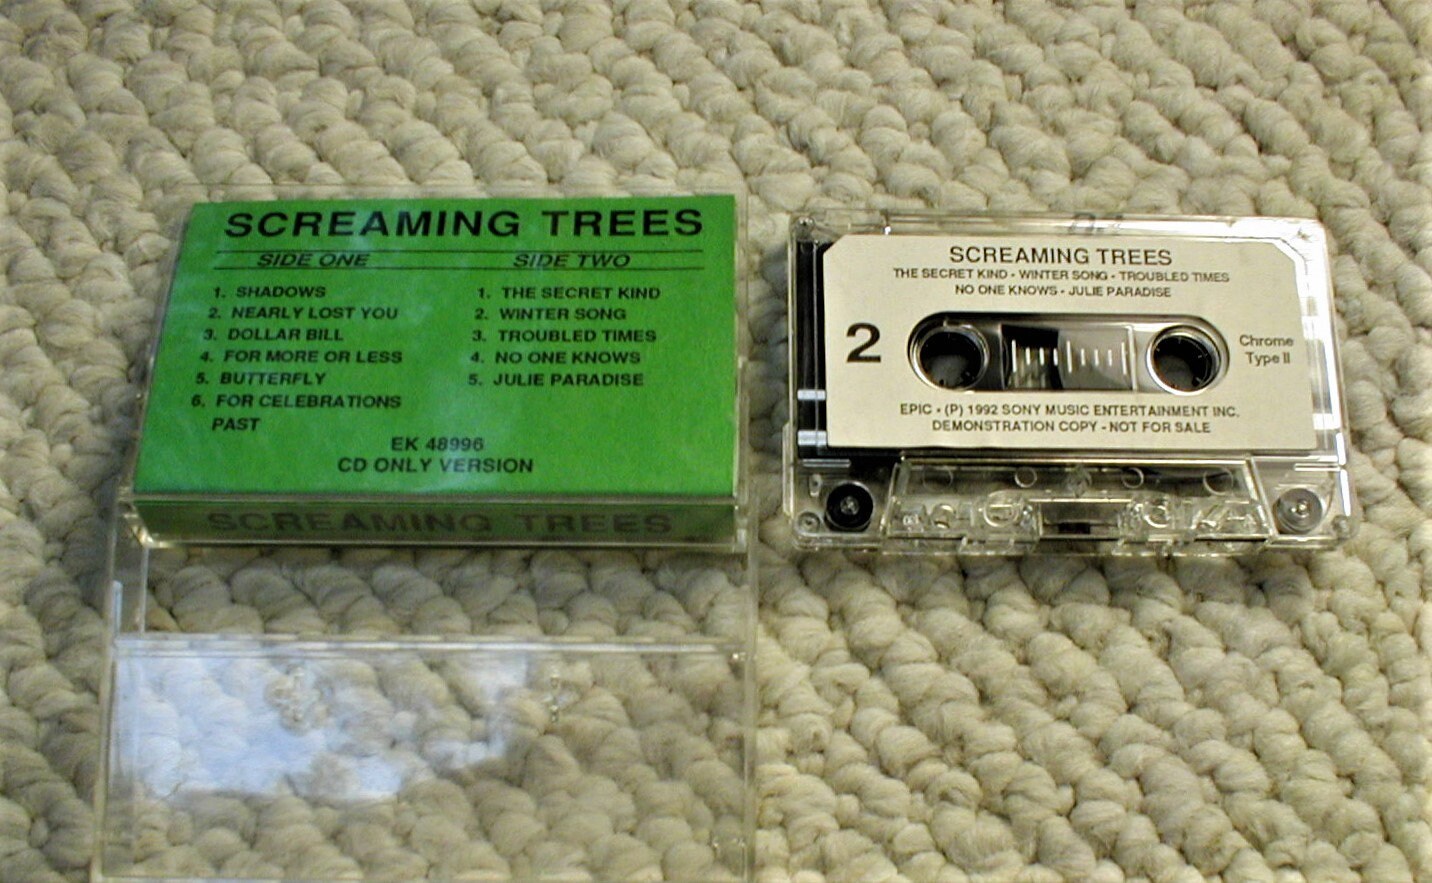 SCREAMING TREES
SIDE ONE
1. SHADOWS
2. NEARLY LOST YOU
3. DOLLAR BILL
4. FOR MORE OR LESS
5. BUTTERFLY
6. FOR CELEBRATIONS
PAST
SIDE TWO
1. THE SECRET KIND
2. WINTER SONG
3. TROUBLED TIMES
4. NO ONE KNOWS
5. JULIE PARADISE
EK 48996
CD ONLY VERSION
SCREAMING TREES
SCREAMING TREES
THE SECRET KIND - WINTER SONG - TROUBLED TIMES
NO ONE KNOWS - JULIE PARADISE
2
Chrome
Type II
EPIC • (P) 1992 SONY MUSIC ENTERTAINMENT INC.
DEMONSTRATION COPY - NOT FOR SALE